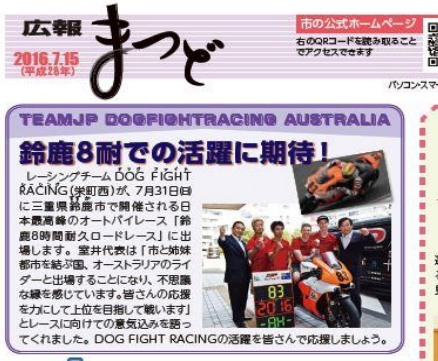 広報
まつど
2016.7.15
(平成28年)
市の公式ホームページ
右のQRコードを読み取ること
でアクセスできます
パソコン・スマー
TEAMJP DOGFIGHTRACING AUSTRALIA
鈴鹿8耐での活躍に期待!
レーシングチームDOG FIGHT
RACING(栄町西)が、7月31日㈰
に三重県鈴鹿市で開催される日
本最高峰のオートバイレース「鈴
鹿8時間耐久ロードレース」に出
場します。室井代表は「市と姉妹
都市を結ぶ国、オーストラリアのライ
ダーと出場することになり、不思議
な縁を感じています。皆さんの応援
を力にして上位を目指して戦います」
とレースに向けての意気込みを語っ
てくれました。DOG FIGHT RACINGの活躍を皆さんで応援しましょう。
83
2016
-8H-